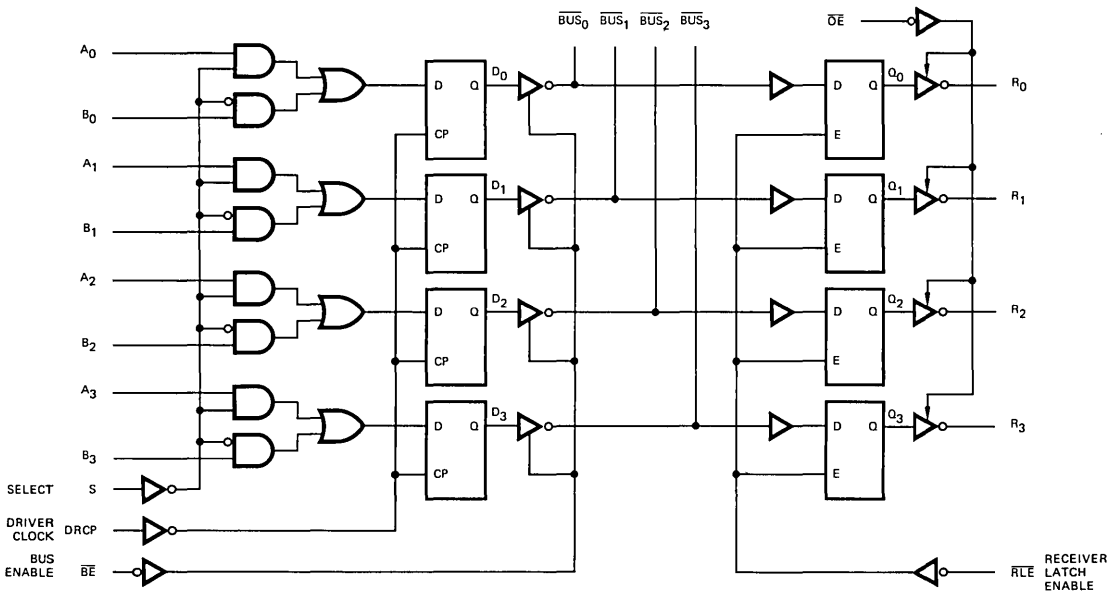 BUS₀ BUS₁ BUS₂ BUS₃
OE
A₀
B₀
D Q
CP
D₀
D Q
E
Q₀
R₀
A₁
B₁
D Q
CP
D₁
D Q
E
Q₁
R₁
A₂
B₂
D Q
CP
D₂
D Q
E
Q₂
R₂
A₃
B₃
D Q
CP
D₃
D Q
E
Q₃
R₃
SELECT S
DRIVER
CLOCK DRCP
BUS
ENABLE BE
RLE
RECEIVER
LATCH
ENABLE